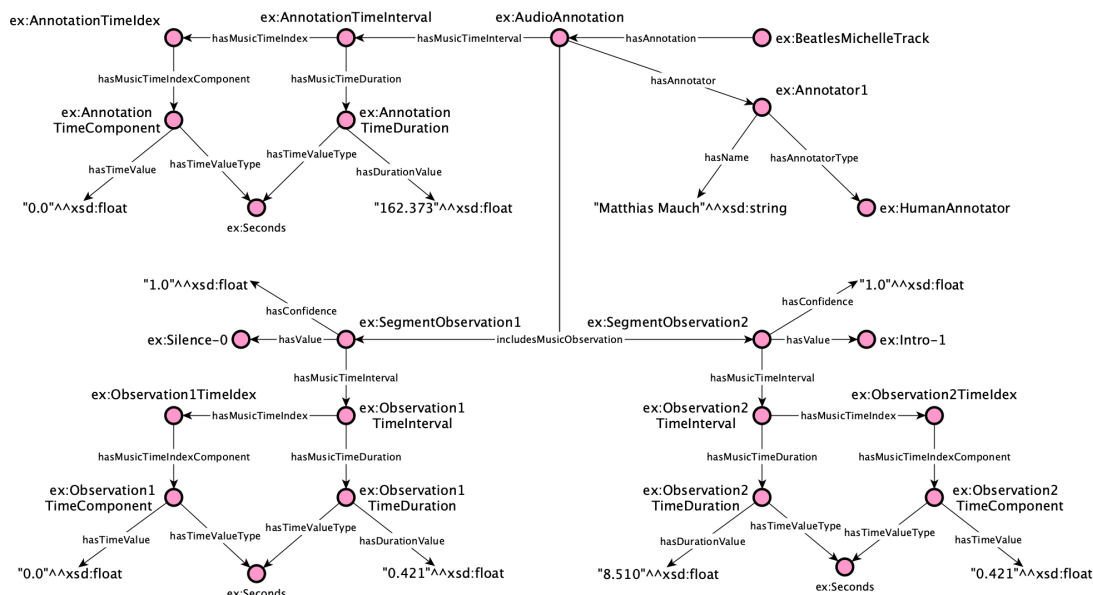 ex:AnnotationTimeIdex
ex:AnnotationTimeInterval
ex:AudioAnnotation
hasMusicTimeIndex
hasMusicTimeInterval
hasAnnotation
ex:BeatlesMichelleTrack
hasMusicTimeIndexComponent
hasMusicTimeDuration
hasAnnotator
ex:Annotator1
ex:Annotation
TimeComponent
ex:Annotation
TimeDuration
hasTimeValue
hasTimeValueType
hasTimeValueType
hasDurationValue
hasName
hasAnnotatorType
"0.0"^^xsd:float
ex:Seconds
"162.373"^^xsd:float
"Matthias Mauch"^^xsd:string
ex:HumanAnnotator
"1.0"^^xsd:float
"1.0"^^xsd:float
hasConfidence
hasConfidence
ex:SegmentObservation1
ex:SegmentObservation2
ex:Silence-0
hasValue
includesMusicObservation
hasValue
ex:Intro-1
hasMusicTimeInterval
hasMusicTimeInterval
ex:Observation1TimeIdex
ex:Observation2TimeIdex
hasMusicTimeIndex
ex:Observation1
TimeInterval
ex:Observation2
TimeInterval
hasMusicTimeIndex
hasMusicTimeIndexComponent
hasMusicTimeDuration
hasMusicTimeDuration
hasMusicTimeIndexComponent
ex:Observation1
TimeComponent
ex:Observation1
TimeDuration
ex:Observation2
TimeDuration
ex:Observation2
TimeComponent
hasTimeValue
hasTimeValueType
hasTimeValueType
hasDurationValue
hasDurationValue
hasTimeValueType
hasTimeValueType
hasTimeValue
"0.0"^^xsd:float
ex:Seconds
"0.421"^^xsd:float
"8.510"^^xsd:float
ex:Seconds
"0.421"^^xsd:float